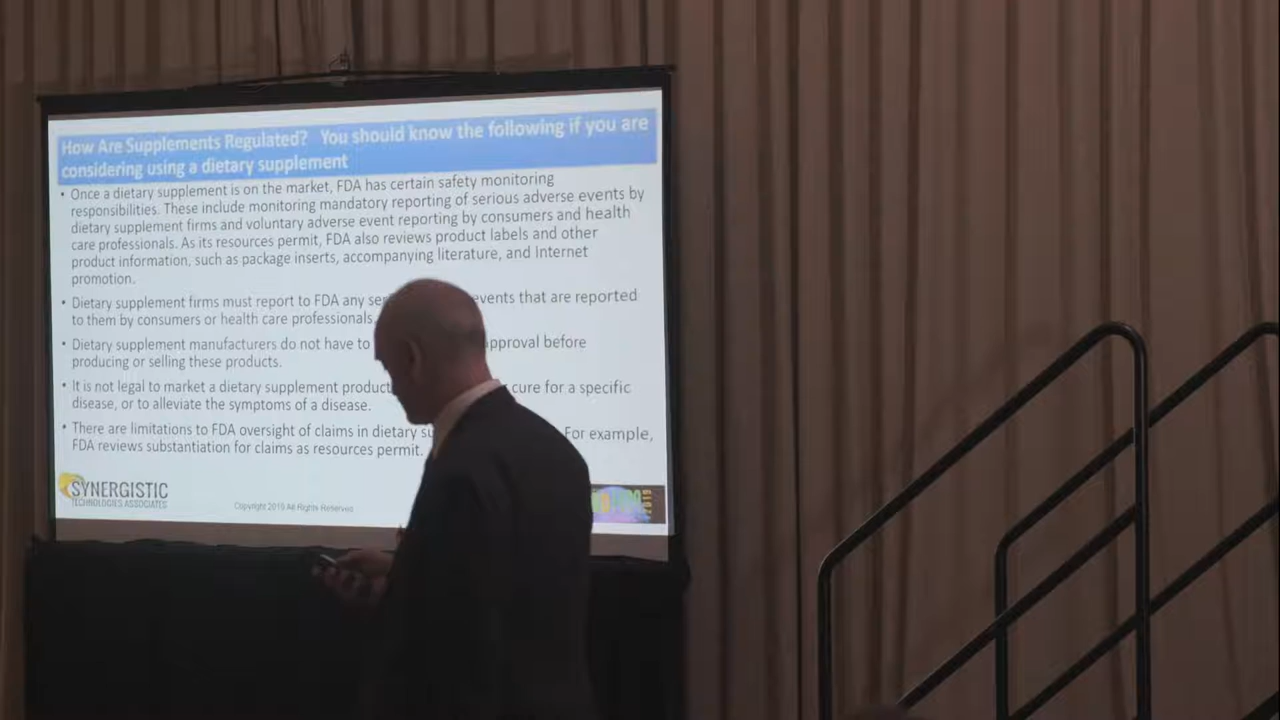 How Are Supplements Regulated? You should know the following if you are
considering using a dietary supplement
• Once a dietary supplement is on the market, FDA has certain safety monitoring
responsibilities. These include monitoring mandatory reporting of serious adverse events by
dietary supplement firms and voluntary adverse event reporting by consumers and health
care professionals. As its resources permit, FDA also reviews product labels and other
product information, such as package inserts, accompanying literature, and Internet
promotion.
• Dietary supplement firms must report to FDA any events that are reported
to them by consumers or health care professionals
• Dietary supplement manufacturers do not have to approval before
producing or selling these products.
• It is not legal to market a dietary supplement product cure for a specific
disease, or to alleviate the symptoms of a disease.
• There are limitations to FDA oversight of claims in dietary For example,
FDA reviews substantiation for claims as resources permit.
SYNERGISTIC
TECHNOLOGIES ASSOCIATES
Copyright 2019 All Rights Reserved
2019